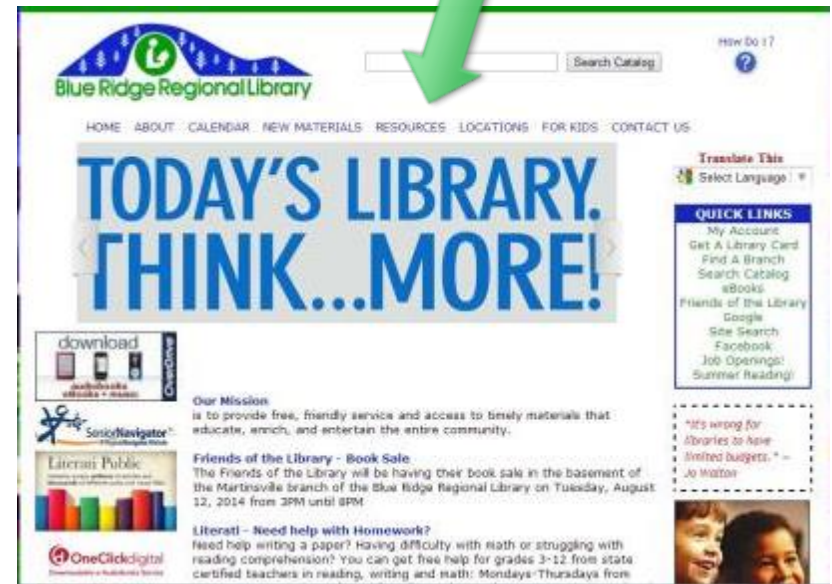 Blue Ridge Regional Library
Search Catalog
How Do I?
?
HOME ABOUT CALENDAR NEW MATERIALS RESOURCES LOCATIONS FOR KIDS CONTACT US
TODAY'S LIBRARY.
THINK...MORE!
Translate This
Select Language
QUICK LINKS
My Account
Get A Library Card
Find A Branch
Search Catalog
eBooks
Friends of the Library
Google
Site Search
Facebook
Job Openings!
Summer Reading!
"It's wrong for
libraries to have
limited budgets." –
Jo Walton
download
audiobooks
eBooks + music
OverDrive
SeniorNavigator
Literati Public
OneClickdigital
Our Mission
is to provide free, friendly service and access to timely materials that
educate, enrich, and entertain the entire community.
Friends of the Library - Book Sale
The Friends of the Library will be having their book sale in the basement of
the Martinsville branch of the Blue Ridge Regional Library on Tuesday, August
12, 2014 from 3PM until 8PM
Literati - Need help with Homework?
Need help writing a paper? Having difficulty with math or struggling with
reading comprehension? You can get free help for grades 3-12 from state
certified teachers in reading, writing and math: Mondays-Thursdays from